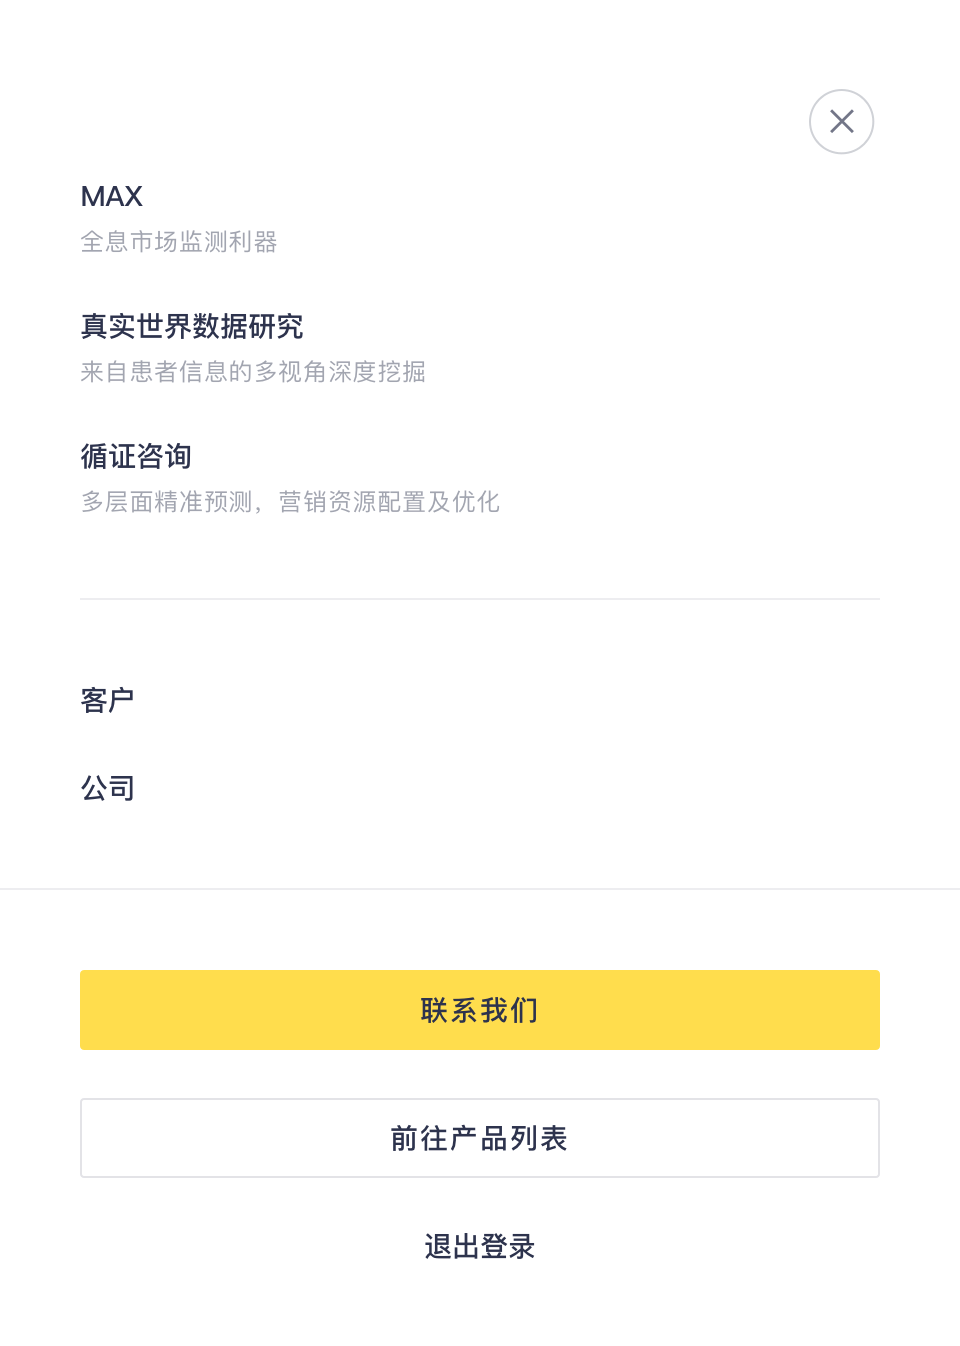 MAX
全息市场监测利器
真实世界数据研究
来自患者信息的多视角深度挖掘
循证咨询
多层面精准预测，营销资源配置及优化
客户
公司
联系我们
前往产品列表
退出登录